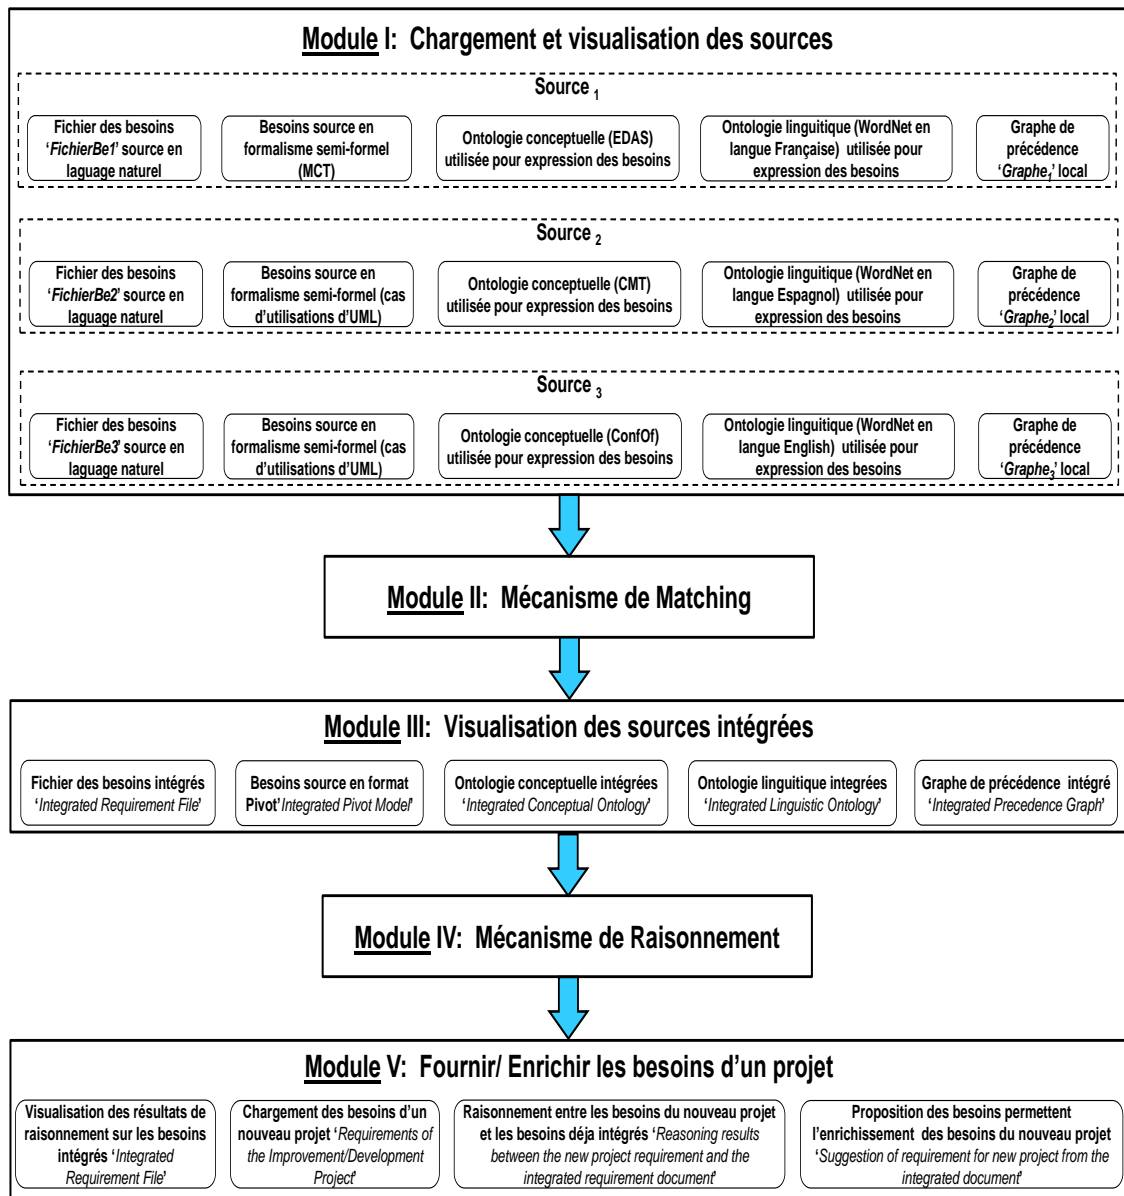 Module I: Chargement et visualisation des sources
Source 1
Fichier des besoins
‘FichierBe1’ source en
laguage naturel
Besoins source en
formalisme semi-formel
(MCT)
Ontologie conceptuelle (EDAS)
utilisée pour expression des besoins
Ontologie linguitique (WordNet en
langue Française) utilisée pour
expression des besoins
Graphe de
précédence
‘Graphe1’ local
Source 2
Fichier des besoins
‘FichierBe2’ source en
laguage naturel
Besoins source en
formalisme semi-formel (cas
d’utilisations d’UML)
Ontologie conceptuelle (CMT)
utilisée pour expression des besoins
Ontologie linguitique (WordNet en
langue Espagnol) utilisée pour
expression des besoins
Graphe de
précédence
‘Graphe2’ local
Source 3
Fichier des besoins
‘FichierBe3’ source en
laguage naturel
Besoins source en
formalisme semi-formel (cas
d’utilisations d’UML)
Ontologie conceptuelle (ConfOf)
utilisée pour expression des besoins
Ontologie linguitique (WordNet en
langue English) utilisée pour
expression des besoins
Graphe de
précédence
‘Graphe3’ local
Module II: Mécanisme de Matching
Module III: Visualisation des sources intégrées
Fichier des besoins intégrés
‘Integrated Requirement File’
Besoins source en format
Pivot’Integrated Pivot Model’
Ontologie conceptuelle intégrées
‘Integrated Conceptual Ontology’
Ontologie linguitique integrées
‘Integrated Linguistic Ontology’
Graphe de précédence intégré
‘Integrated Precedence Graph’
Module IV: Mécanisme de Raisonnement
Module V: Fournir/ Enrichir les besoins d’un projet
Visualisation des résultats de
raisonnement sur les besoins
intégrés ‘Integrated
Requirement File’
Chargement des besoins d’un
nouveau projet ‘Requirements of
the Improvement/Development
Project’
Raisonnement entre les besoins du nouveau projet
et les besoins déja intégrés ‘Reasoning results
between the new project requirement and the
integrated requirement document’
Proposition des besoins permettent
l’enrichissement des besoins du nouveau projet
‘Suggestion of requirement for new project from the
integrated document’